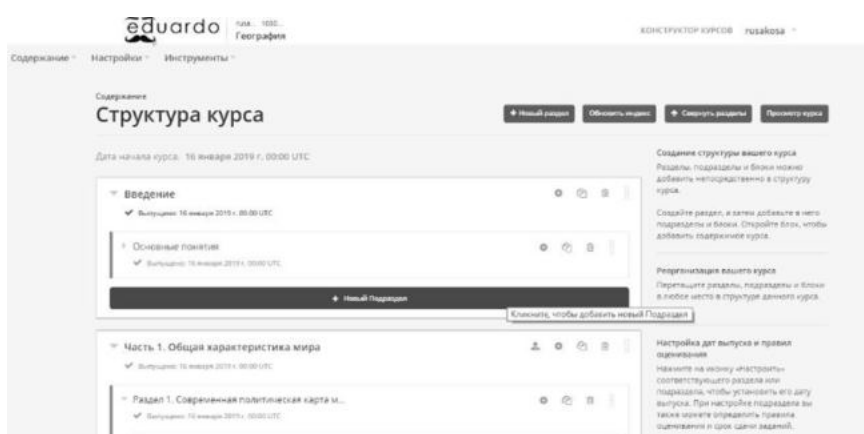 eduardo
География
КОНСТРУКТОР КУРСОВ rusakosa
Содержание Настройки Инструменты
Содержание
Структура курса
+ Новый раздел Обновить индекс + Свернуть разделы Просмотр курса
Дата начала курса: 16 января 2019 г. 00:00 UTC
Введение
Выпущено: 16 января 2019 г. 00:00 UTC
Основные понятия
Выпущено: 16 января 2019 г. 00:00 UTC
+ Новый Подраздел
Кликните, чтобы добавить новый Подраздел
Часть 1. Общая характеристика мира
Выпущено: 16 января 2019 г. 00:00 UTC
Раздел 1. Современная политическая карта м...
Выпущено: 16 января 2019 г. 00:00 UTC
Создание структуры вашего курса
Разделы, подразделы и блоки можно
добавить непосредственно в структуру
курса.
Создайте раздел, а затем добавьте в него
подразделы и блоки. Откройте блок, чтобы
добавить содержимое курса.
Реорганизация вашего курса
Перетащите разделы, подразделы и блоки
в любое место в структуре данного курса.
Настройка дат выпуска и правил
оценивания
Нажмите на иконку «Настроить»
соответствующего раздела или
подраздела, чтобы установить его дату
выпуска. При настройке подраздела вы
также можете определить правила
оценивания и срок сдачи заданий.